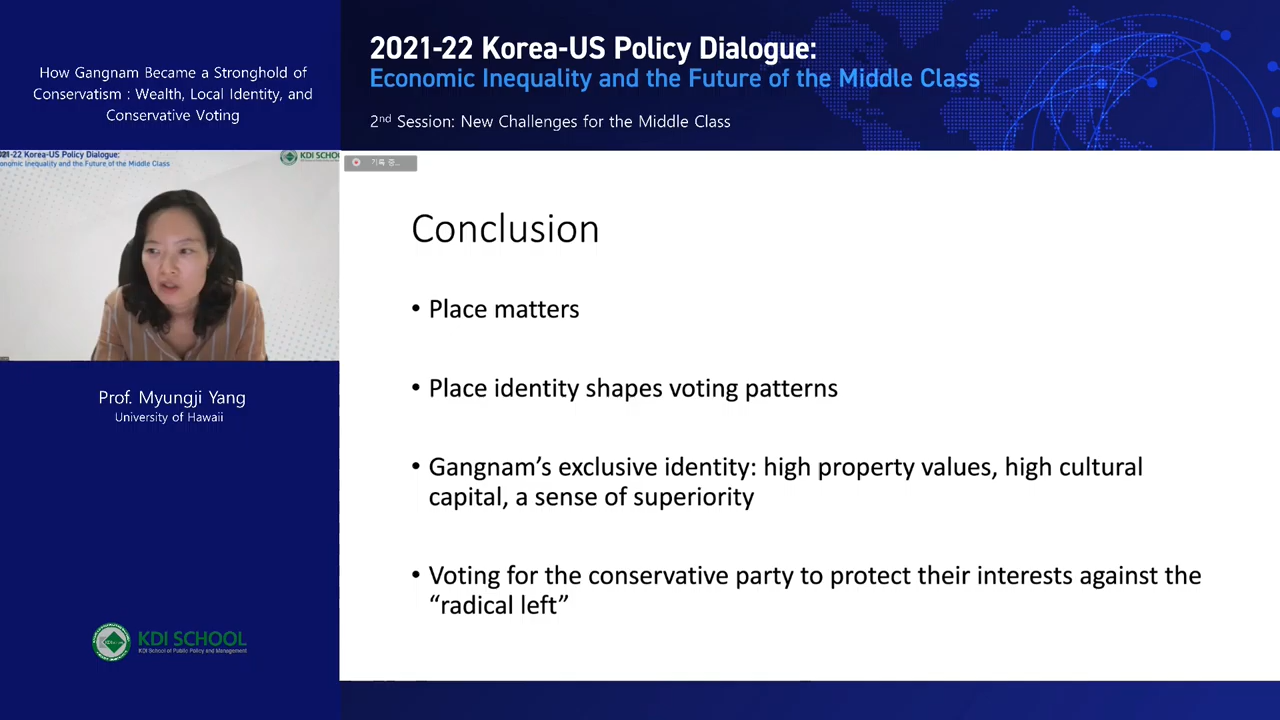 How Gangnam Became a Stronghold of
Conservatism : Wealth, Local Identity, and
Conservative Voting
2021-22 Korea-US Policy Dialogue:
Economic Inequality and the Future of the Middle Class
2nd Session: New Challenges for the Middle Class
21-22 Korea-US Policy Dialogue:
onomic Inequality and the Future of the Middle Class
KDI SCHO
기록 중...
Conclusion
• Place matters
• Place identity shapes voting patterns
• Gangnam’s exclusive identity: high property values, high cultural
capital, a sense of superiority
• Voting for the conservative party to protect their interests against the
“radical left”
Prof. Myungji Yang
University of Hawaii
KDI SCHOOL
KDI School of Public Policy and Management